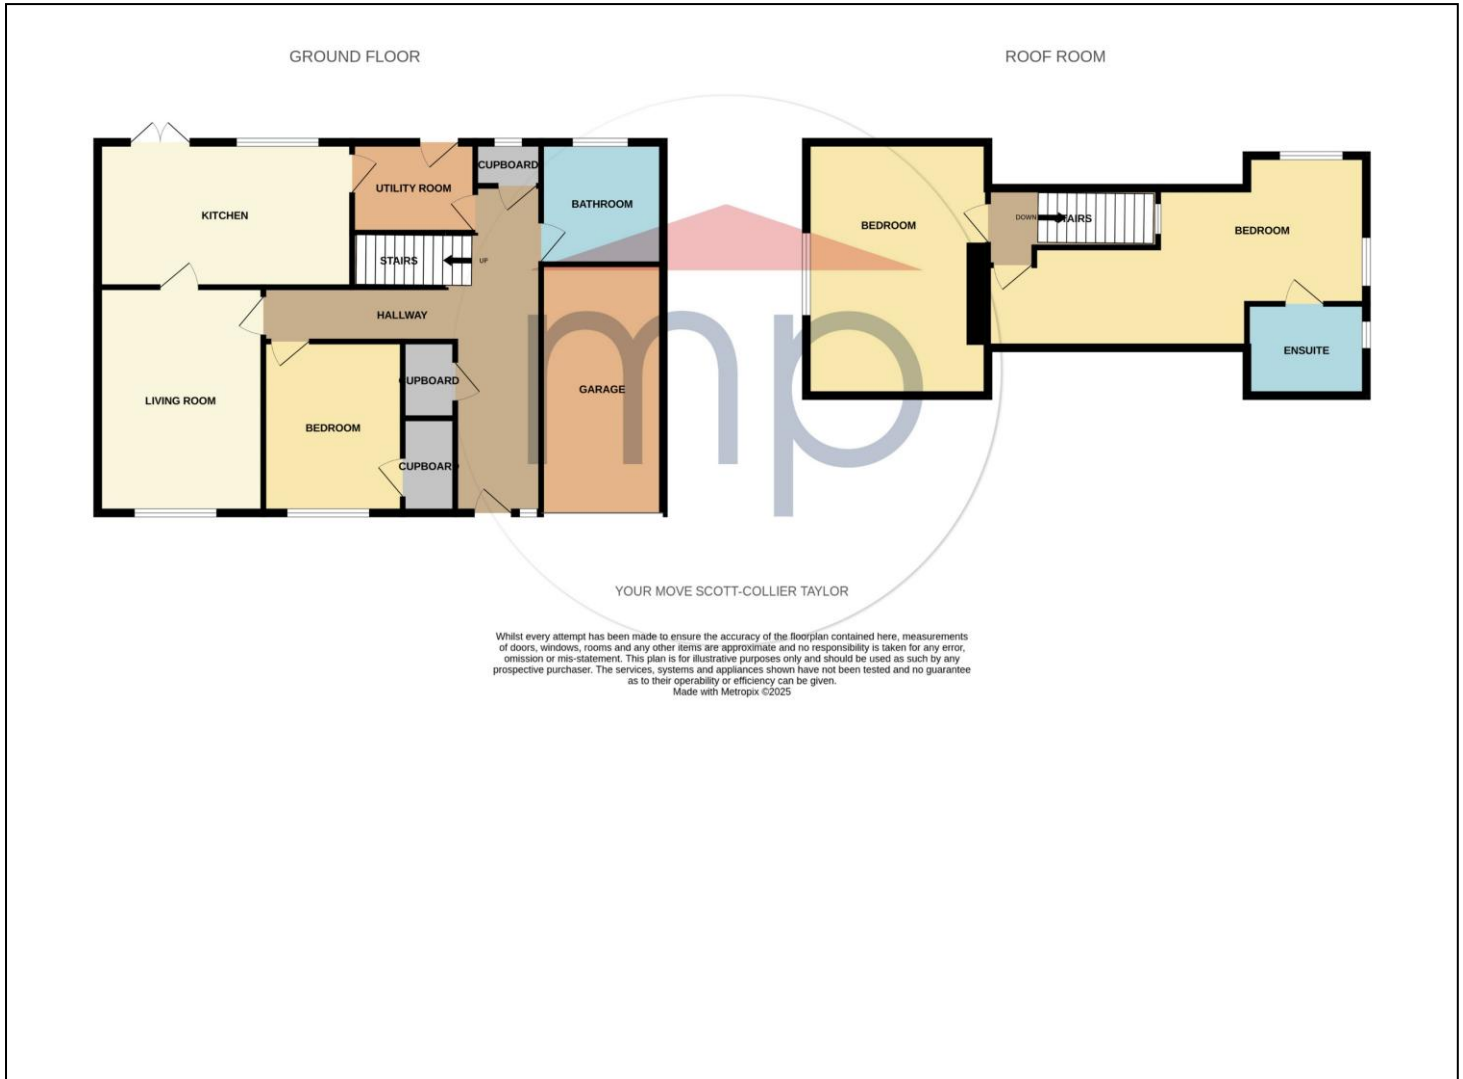 GROUND FLOOR
ROOF ROOM
CUPBOARD
UTILITY ROOM
KITCHEN
BATHROOM
STAIRS
UP
HALLWAY
CUPBOARD
GARAGE
LIVING ROOM
BEDROOM
CUPBOARD
BEDROOM
DOWN
STAIRS
BEDROOM
ENSUITE
mp
YOUR MOVE SCOTT-COLLIER TAYLOR
Whilst every attempt has been made to ensure the accuracy of the floorplan contained here, measurements
of doors, windows, rooms and any other items are approximate and no responsibility is taken for any error,
omission or mis-statement. This plan is for illustrative purposes only and should be used as such by any
prospective purchaser. The services, systems and appliances shown have not been tested and no guarantee
as to their operability or efficiency can be given.
Made with Metropix ©2025